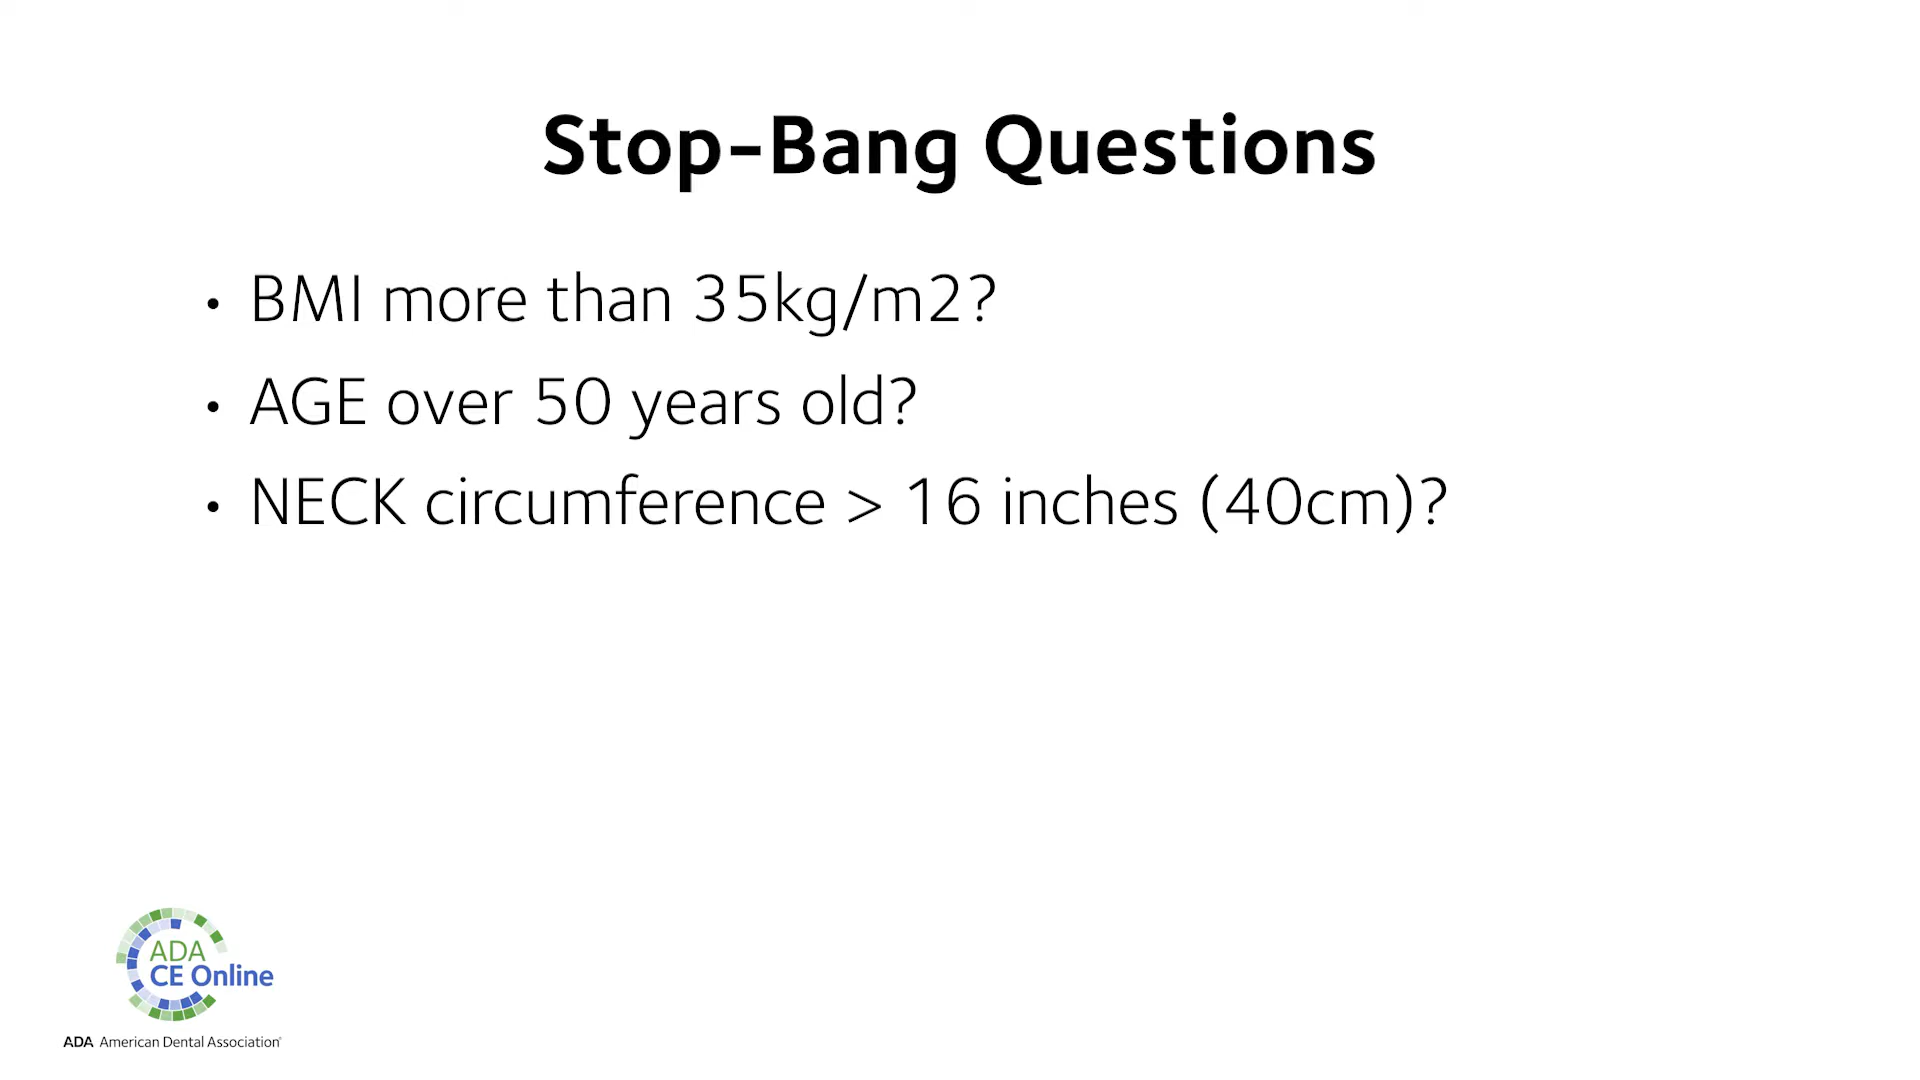 Stop-Bang Questions
• BMI more than 35kg/m2?
• AGE over 50 years old?
• NECK circumference > 16 inches (40cm)?
ADA
CE Online
ADA American Dental Association®